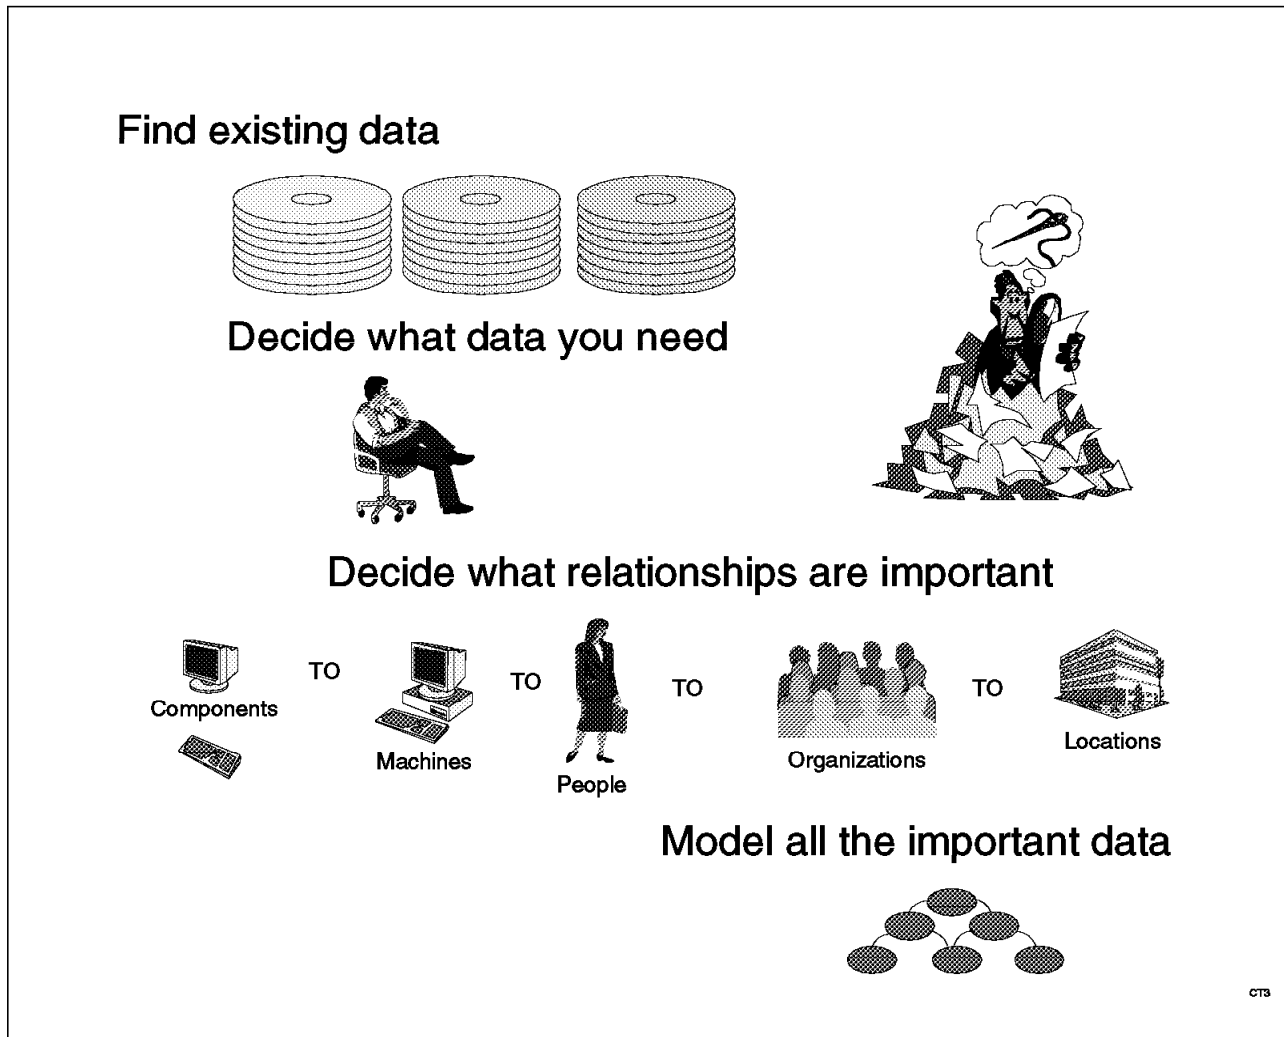 Find existing data
Decide what data you need
Decide what relationships are important
Components
TO
Machines
TO
People
TO
Organizations
TO
Locations
Model all the important data
CT3